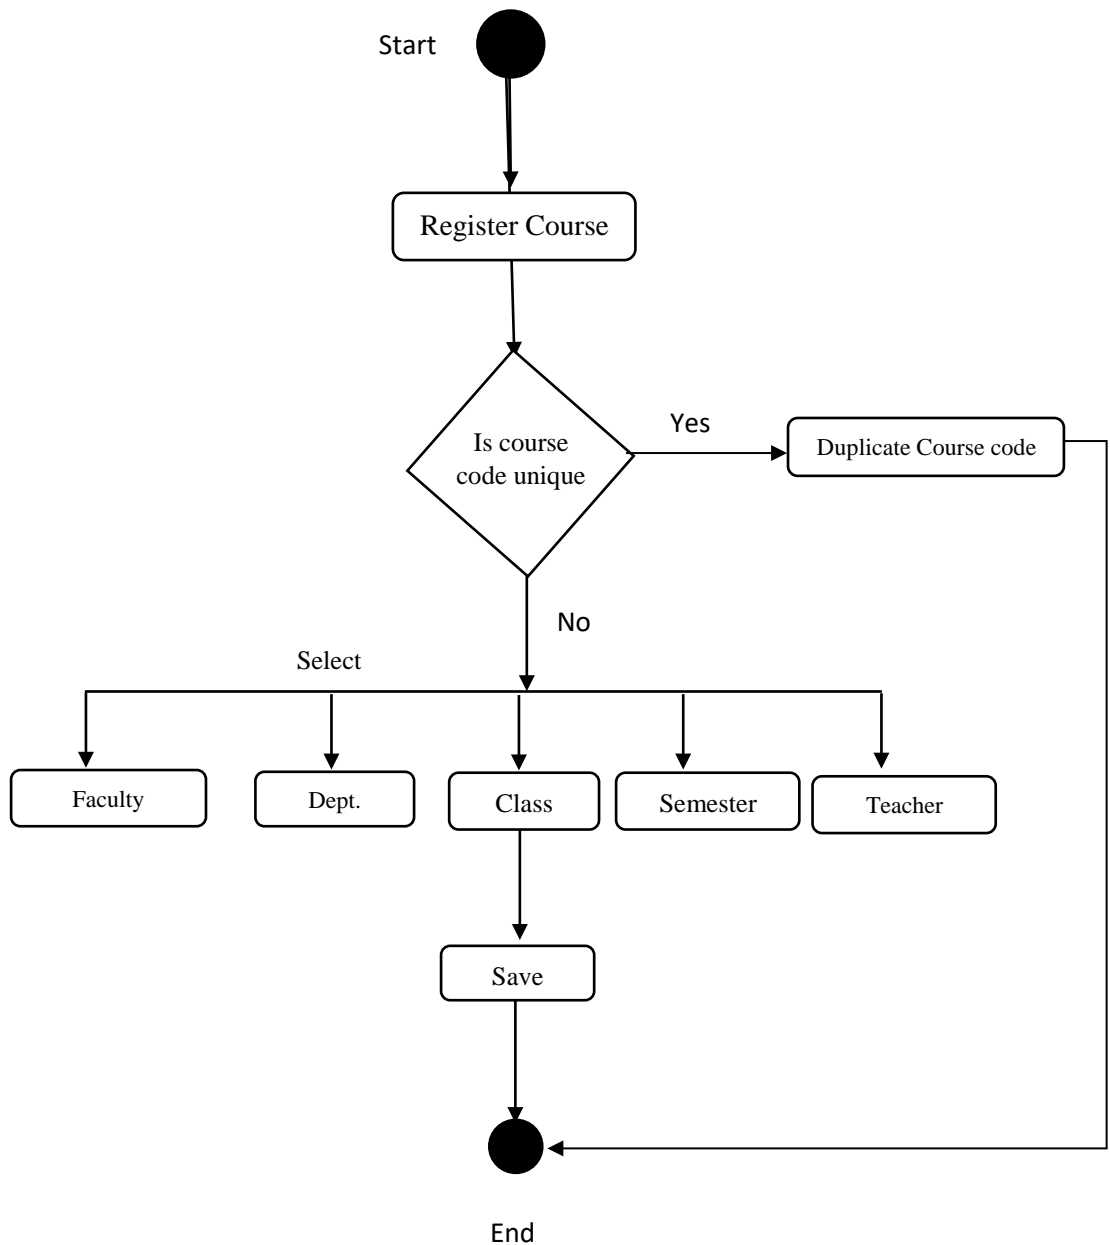 Start
Register Course
Is course
code unique
Yes
Duplicate Course code
No
Select
Faculty
Dept.
Class
Semester
Teacher
Save
End